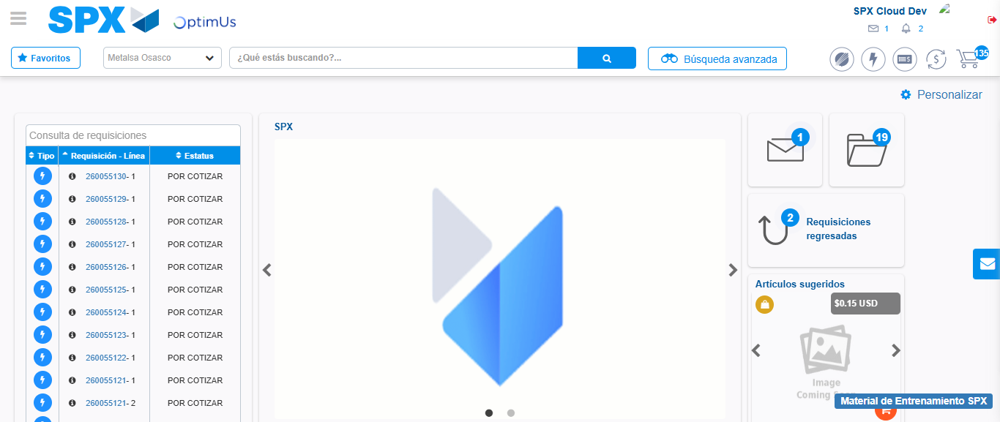 SPX OptimUs
SPX Cloud Dev
1 2
Favoritos
Metalsa Osasco
¿Qué estás buscando?...
Búsqueda avanzada
$
$
135
Personalizar
Consulta de requisiciones
Tipo Requisición - Línea Estatus
260055130- 1 POR COTIZAR
260055129- 1 POR COTIZAR
260055128- 1 POR COTIZAR
260055127- 1 POR COTIZAR
260055126- 1 POR COTIZAR
260055125- 1 POR COTIZAR
260055124- 1 POR COTIZAR
260055123- 1 POR COTIZAR
260055122- 1 POR COTIZAR
260055121- 1 POR COTIZAR
260055121- 2 POR COTIZAR
SPX
1
19
2
Requisiciones
regresadas
Artículos sugeridos
$0.15 USD
Image
Coming
Material de Entrenamiento SPX